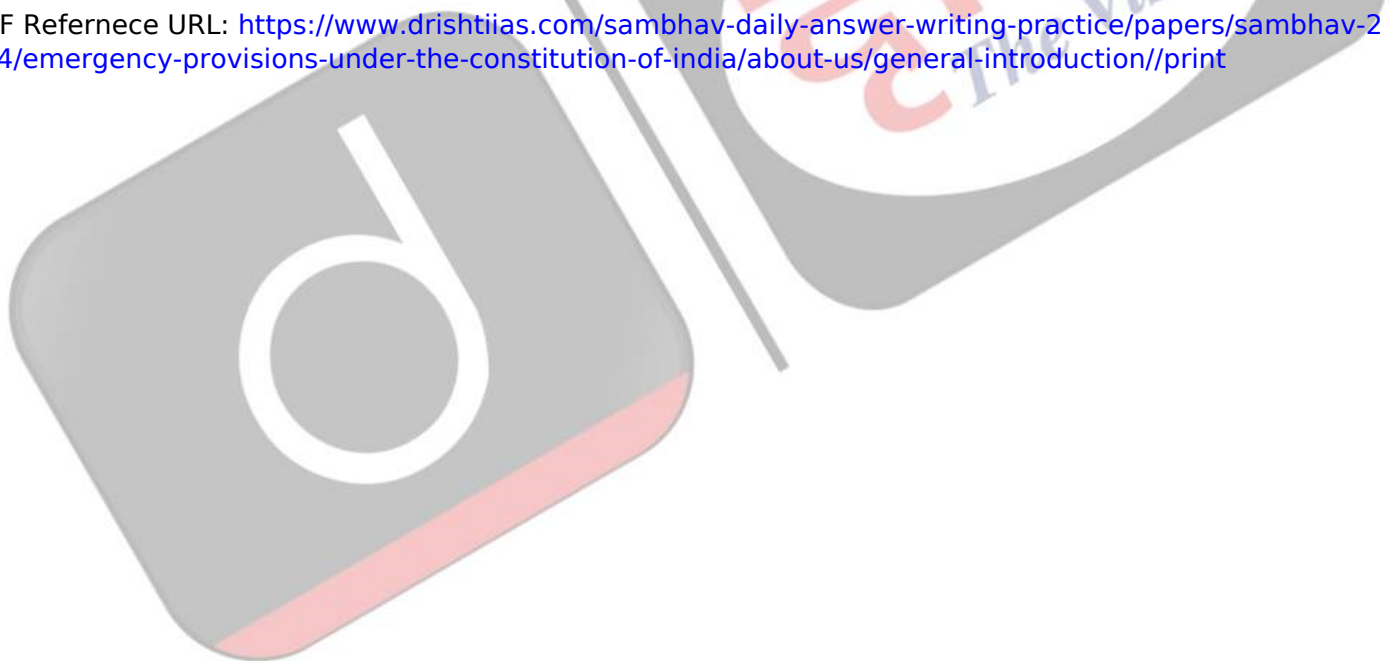 F Refernece URL: https://www.drishtiias.com/sambhav-daily-answer-writing-practice/papers/sambhav-2
4/emergency-provisions-under-the-constitution-of-india/about-us/general-introduction//print
The